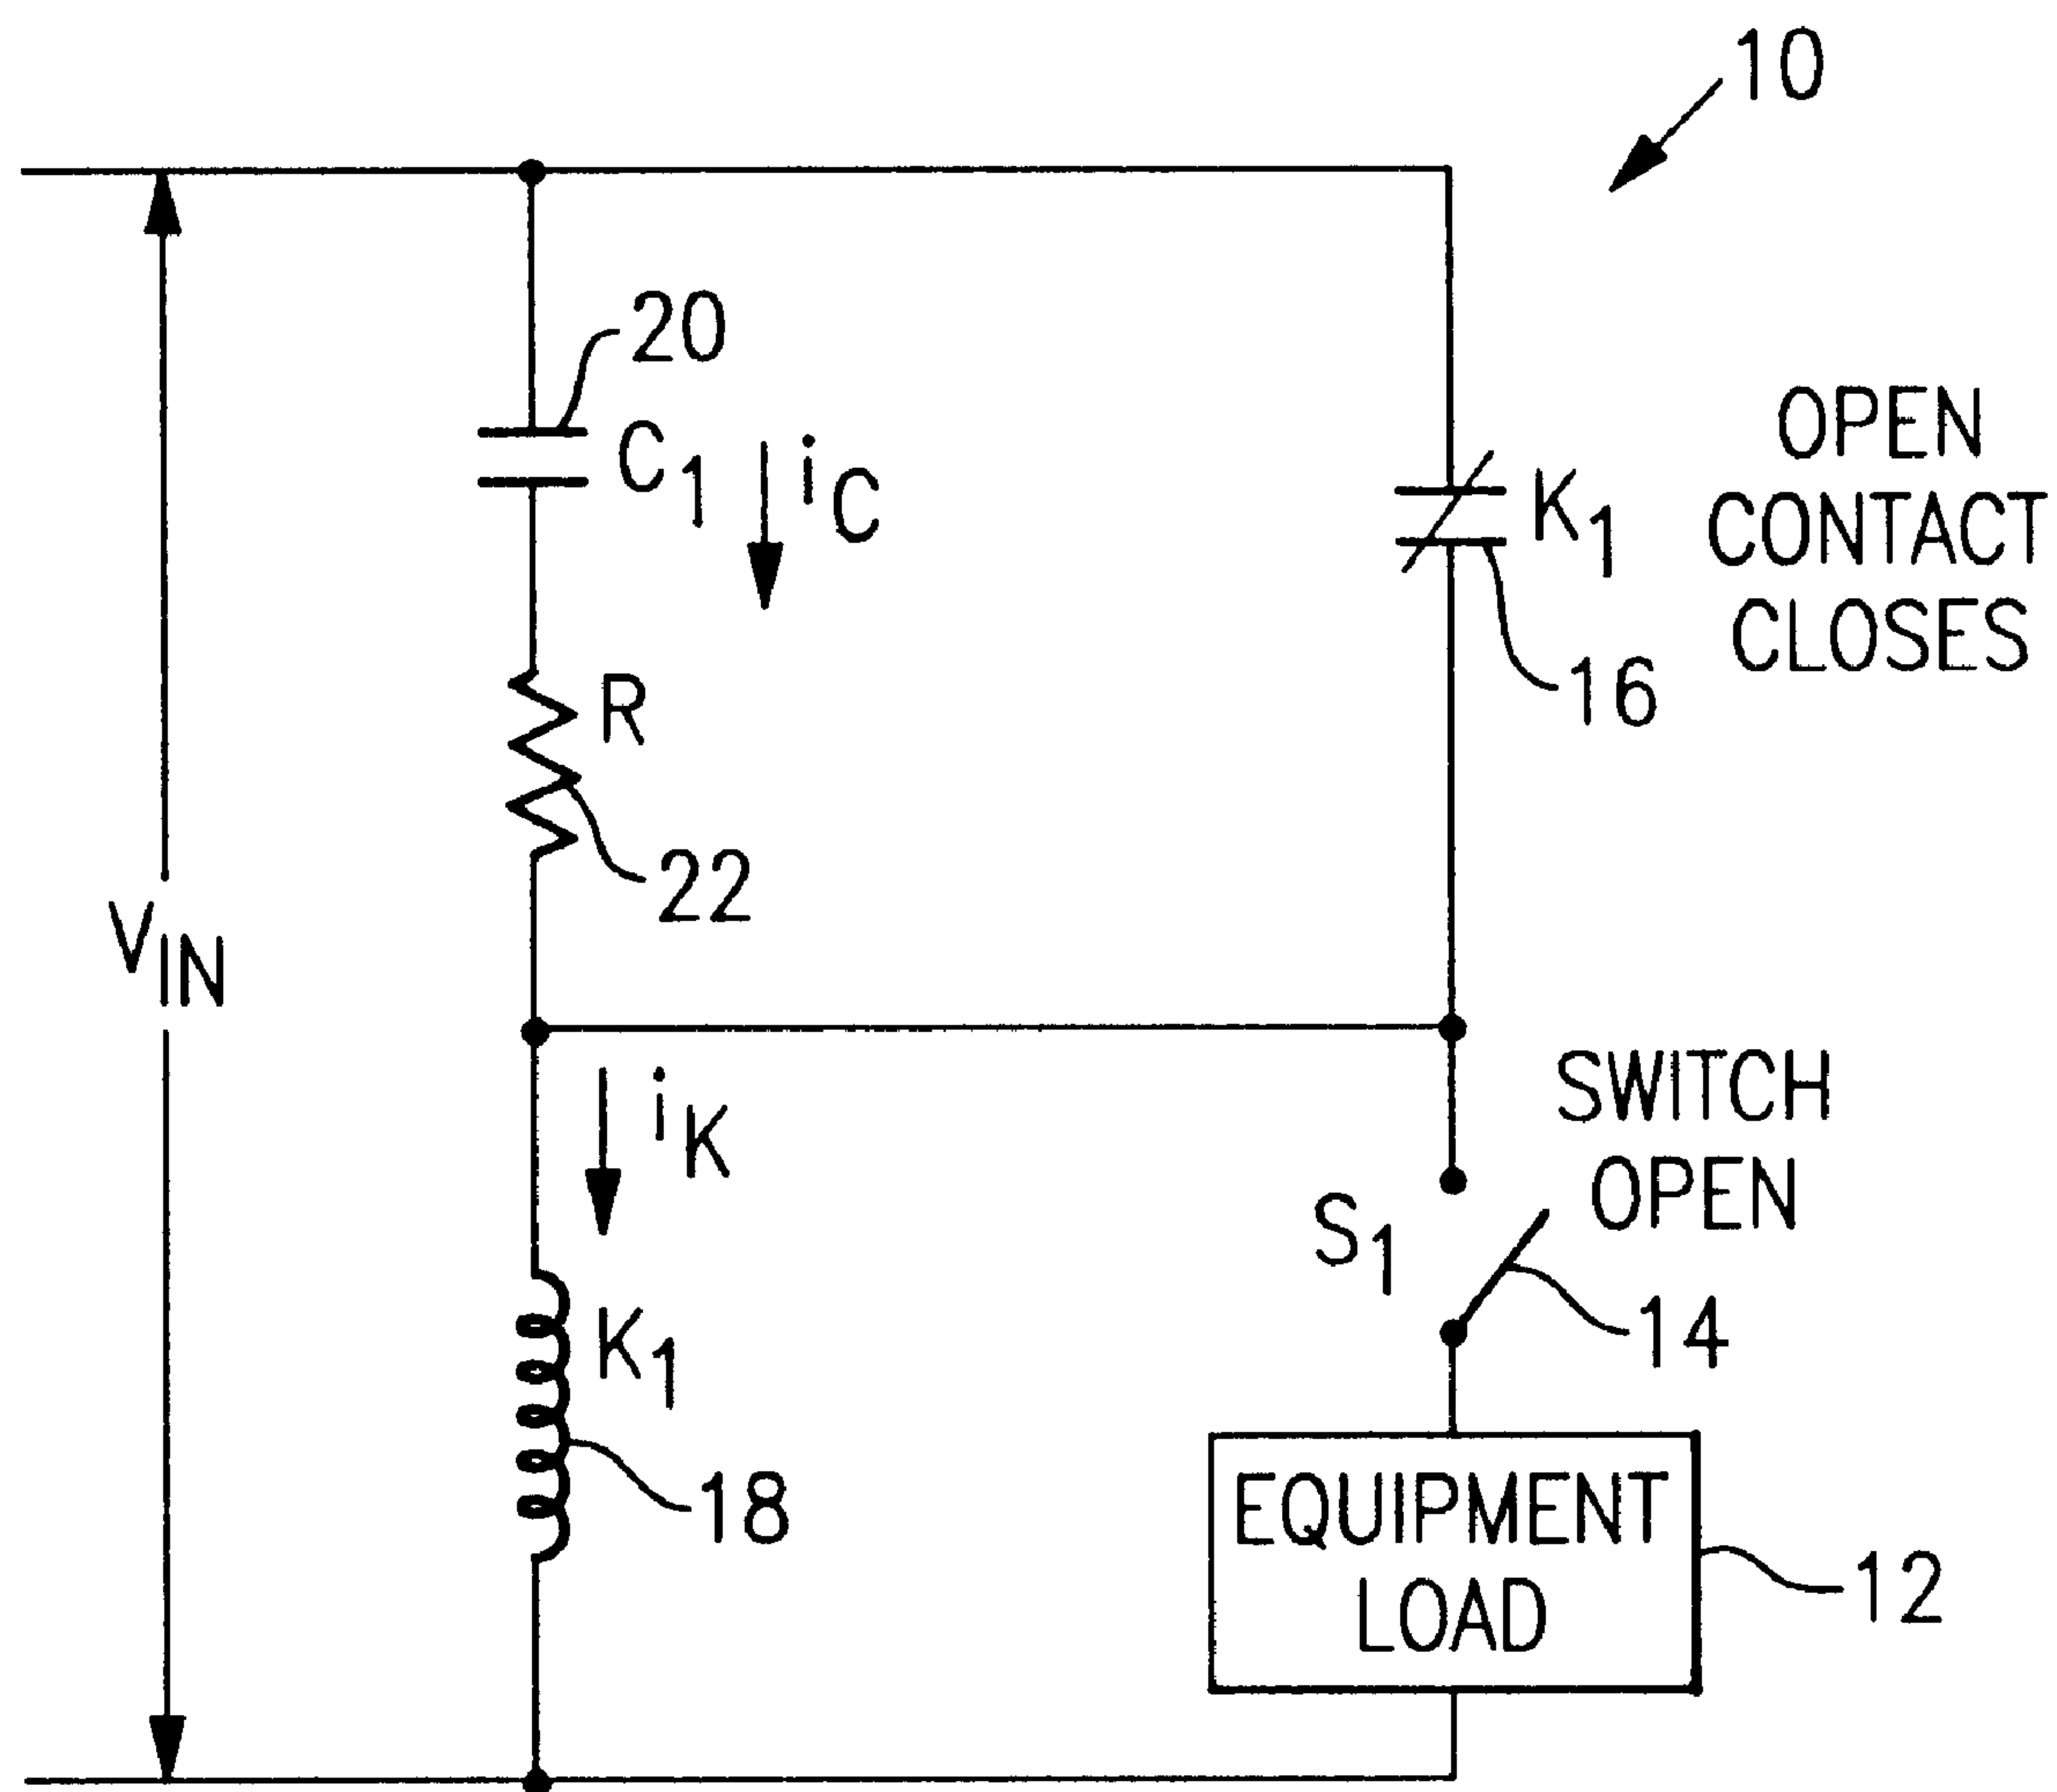 10
20
C1
iC
K1
OPEN
CONTACT
CLOSES
16
R
22
VIN
iK
SWITCH
OPEN
S1
14
K1
18
EQUIPMENT
LOAD
12